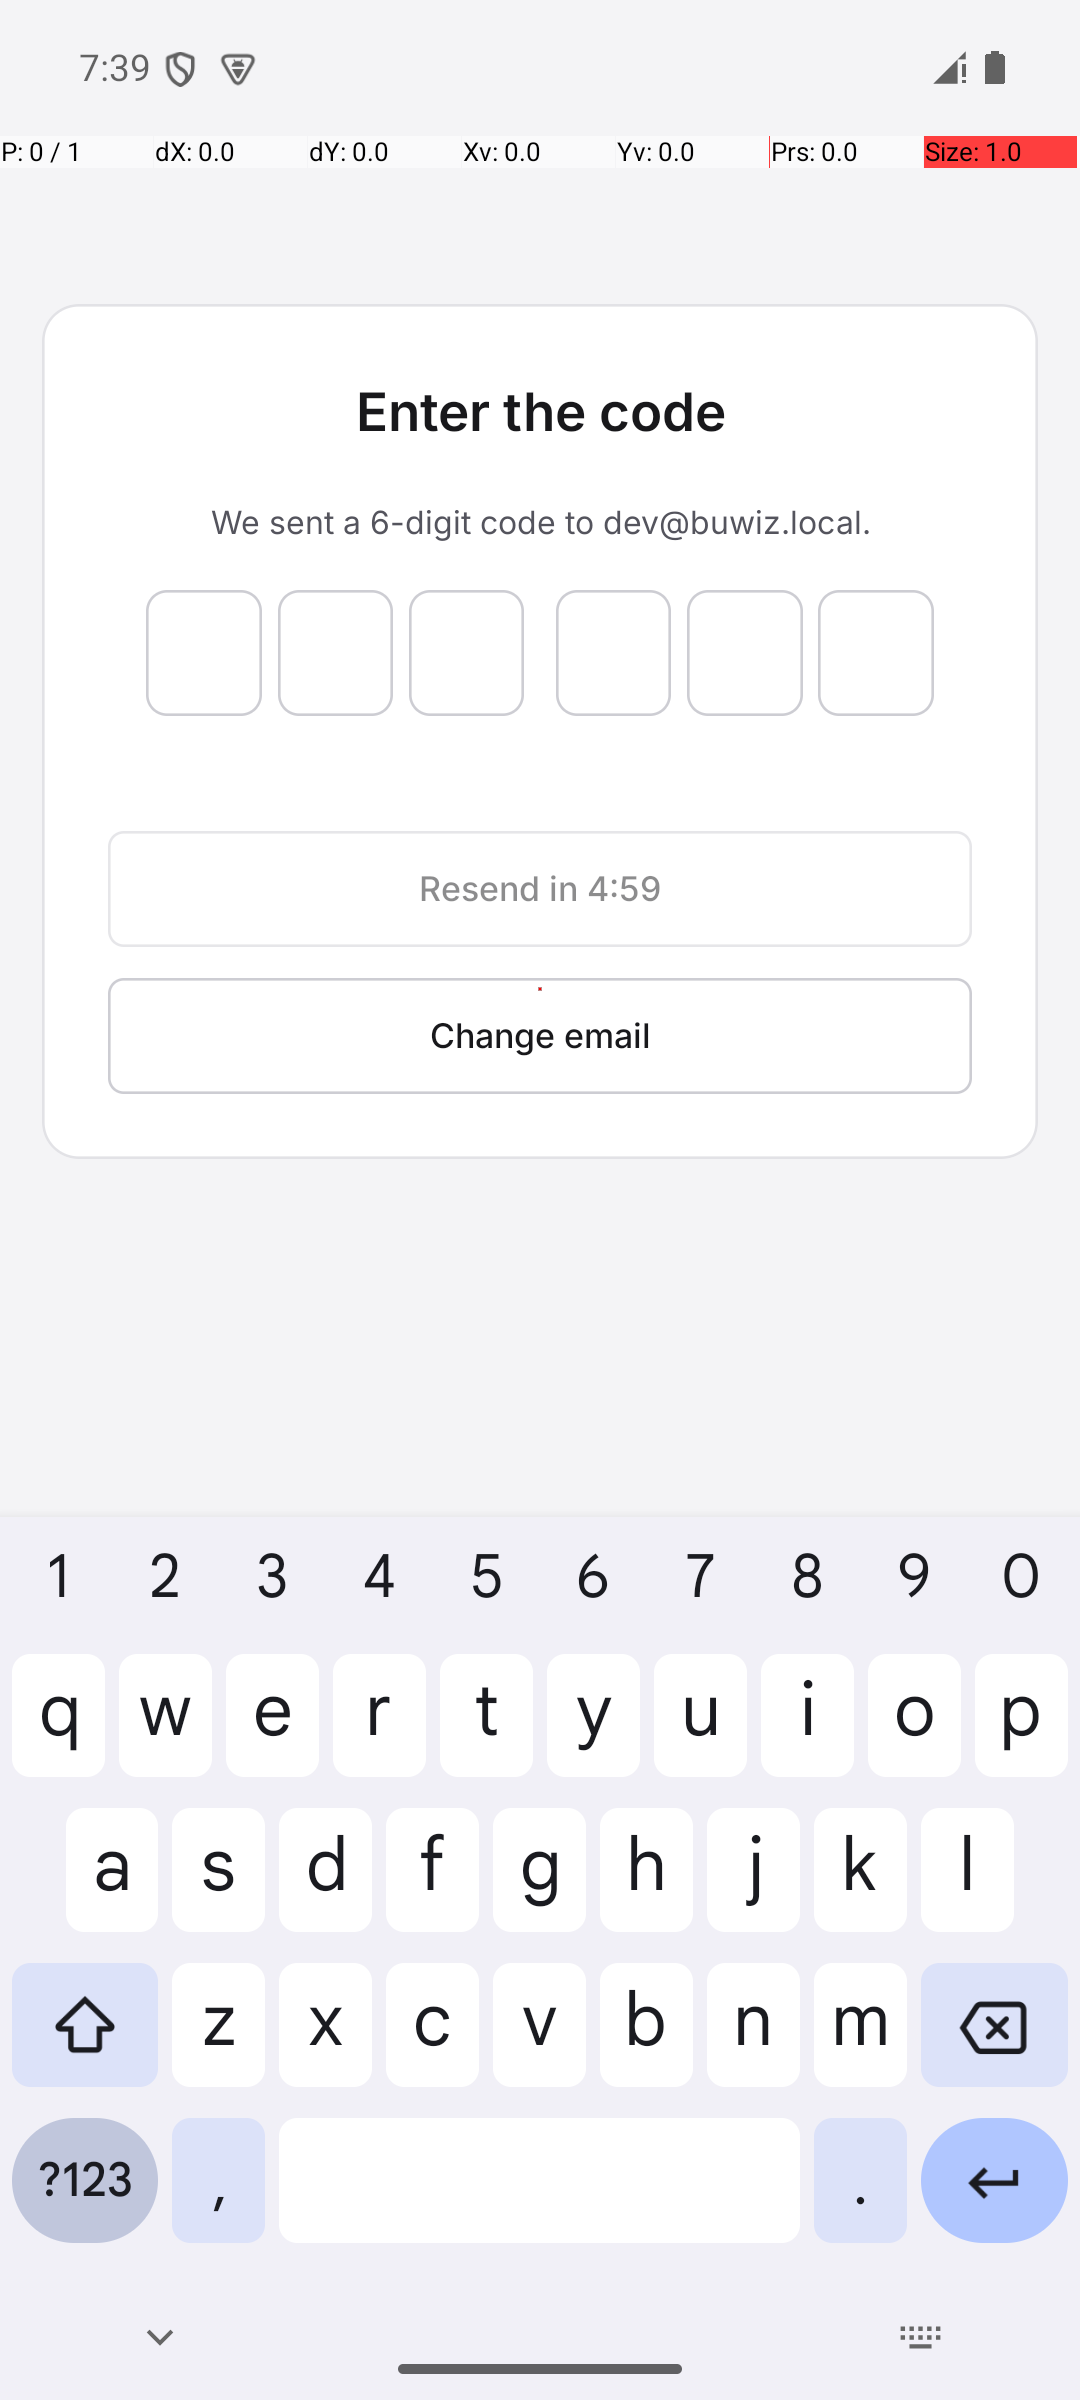 7:39
P: 0 / 1 dX: 0.0 dY: 0.0 Xv: 0.0 Yv: 0.0 Prs: 0.0 Size: 1.0
Enter the code
We sent a 6-digit code to dev@buwiz.local.
Resend in 4:59
Change email
1 2 3 4 5 6 7 8 9 0
q w e r t y u i o p
a s d f g h j k l
z x c v b n m
?123 , .